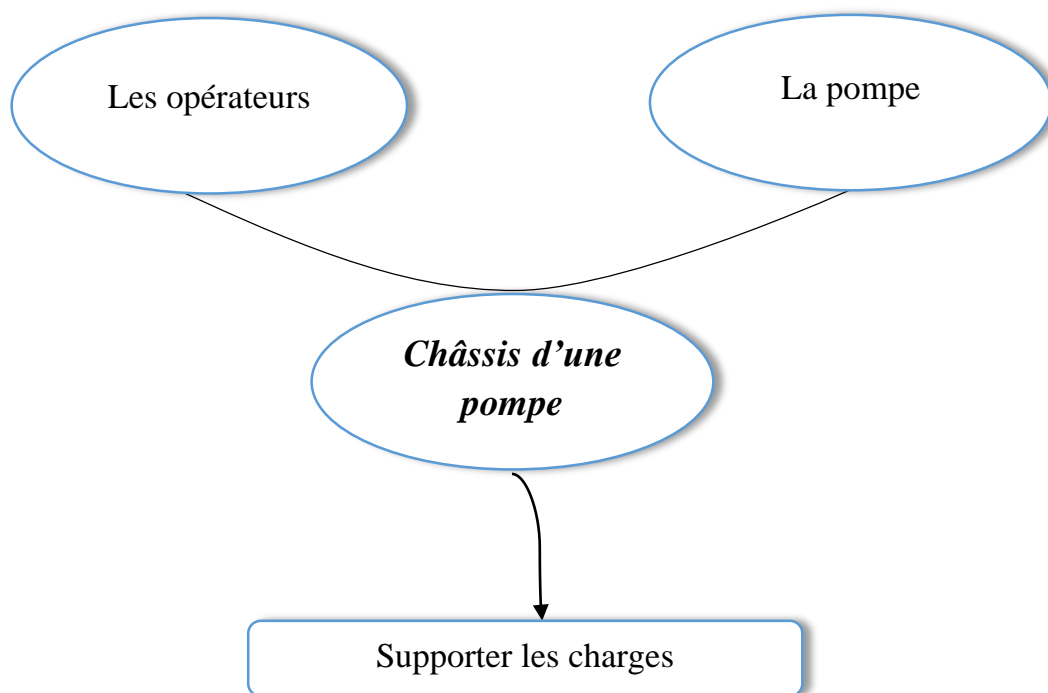 Les opérateurs
La pompe
Châssis d’une
pompe
Supporter les charges